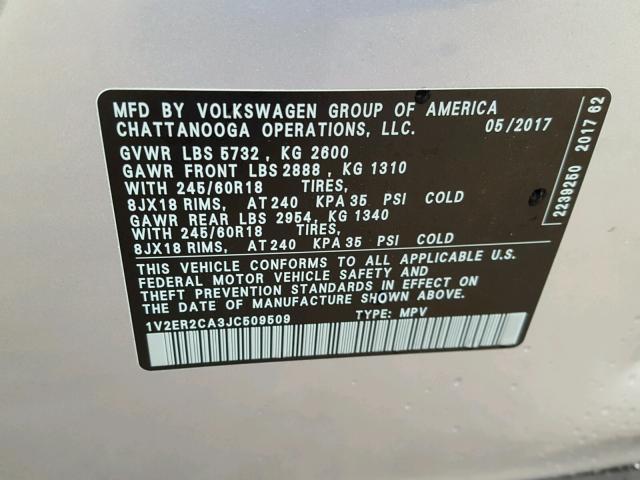 MFD BY VOLKSWAGEN GROUP OF AMERICA
CHATTANOOGA OPERATIONS, LLC. 05/2017
GVWR LBS 5732 , KG 2600
GAWR FRONT LBS 2888 , KG 1310
WITH 245/60R18 TIRES,
8JX18 RIMS, AT 240 KPA 35 PSI COLD
GAWR REAR LBS 2954, KG 1340
WITH 245/60R18 TIRES,
8JX18 RIMS, AT 240 KPA 35 PSI COLD
THIS VEHICLE CONFORMS TO ALL APPLICABLE U.S.
FEDERAL MOTOR VEHICLE SAFETY AND
THEFT PREVENTION STANDARDS IN EFFECT ON
THE DATE OF MANUFACTURE SHOWN ABOVE.
1V2ER2CA3JC509509 TYPE: MPV
2239250 2017 62